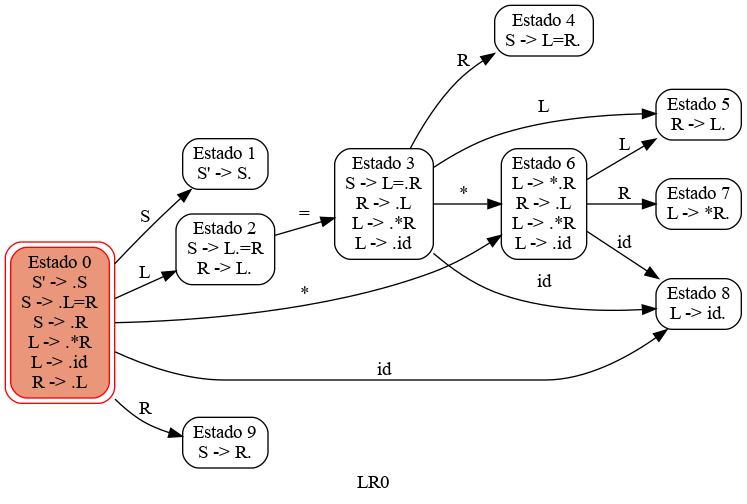 Estado 0
S' -> .S
S -> .L=R
S -> .R
L -> .*R
L -> .id
R -> .L
S
L
*
id
R
Estado 1
S' -> S.
Estado 2
S -> L.=R
R -> L.
=
Estado 9
S -> R.
Estado 3
S -> L=.R
R -> .L
L -> .*R
L -> .id
R
L
*
id
Estado 4
S -> L=R.
Estado 6
L -> *.R
R -> .L
L -> .*R
L -> .id
L
R
id
Estado 5
R -> L.
Estado 7
L -> *R.
Estado 8
L -> id.
LR0